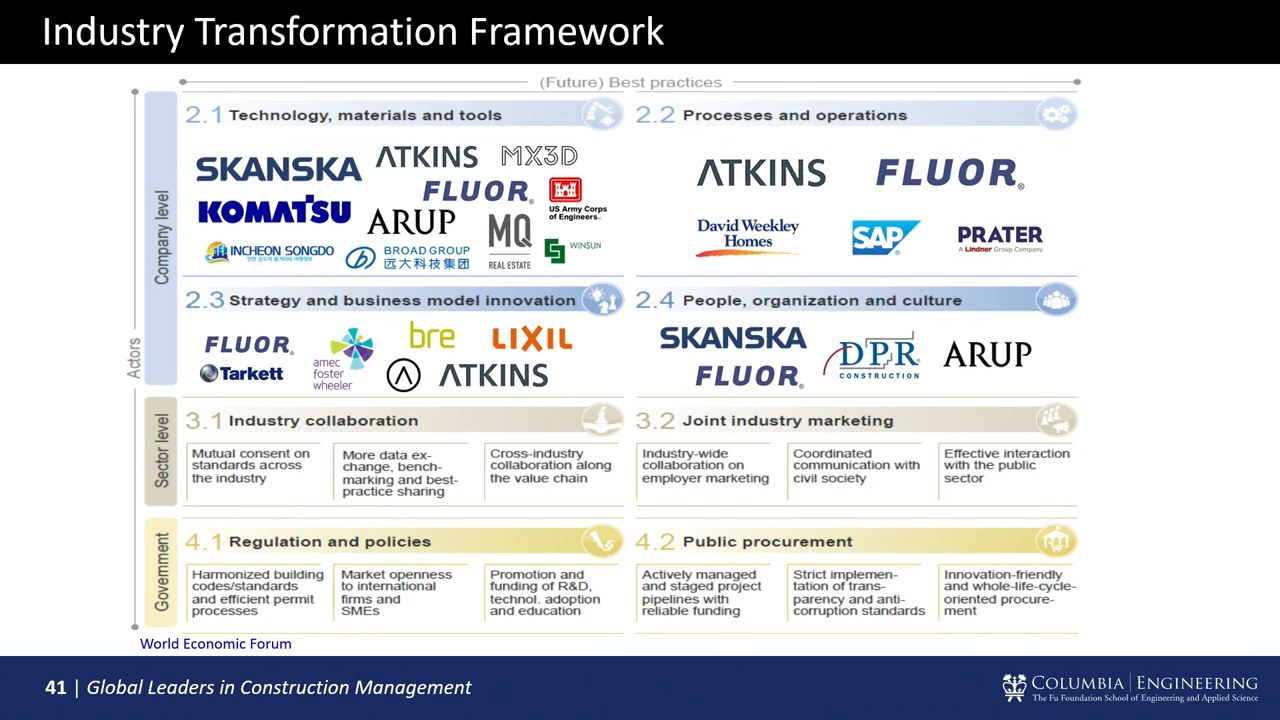 Industry Transformation Framework
(Future) Best practices
Actors
Company level
2.1 Technology, materials and tools
SKANSKA
ATKINS
MX3D
FLUOR®
KOMATSU
ARUP
US Army Corps
of Engineers®
INCHEON SONGDO
BROAD GROUP
远大科技集团
MQ
REAL ESTATE
WINSUN
2.2 Processes and operations
ATKINS
FLUOR®
David Weekley
Homes
SAP®
PRATER
A Lindner Group Company
2.3 Strategy and business model innovation
FLUOR®
amec
foster
wheeler
bre
LIXIL
Tarkett
ATKINS
2.4 People, organization and culture
SKANSKA
FLUOR®
DPR
CONSTRUCTION
ARUP
Sector level
3.1 Industry collaboration
Mutual consent on
standards across
the industry
More data ex-
change, bench-
marking and best-
practice sharing
Cross-industry
collaboration along
the value chain
3.2 Joint industry marketing
Industry-wide
collaboration on
employer marketing
Coordinated
communication with
civil society
Effective interaction
with the public
sector
Government
4.1 Regulation and policies
Harmonized building
codes/standards
and efficient permit
processes
Market openness
to international
firms and
SMEs
Promotion and
funding of R&D,
technol. adoption
and education
4.2 Public procurement
Actively managed
and staged project
pipelines with
reliable funding
Strict implemen-
tation of trans-
parency and anti-
corruption standards
Innovation-friendly
and whole-life-cycle-
oriented procure-
ment
World Economic Forum
41 | Global Leaders in Construction Management
COLUMBIA | ENGINEERING
The Fu Foundation School of Engineering and Applied Science